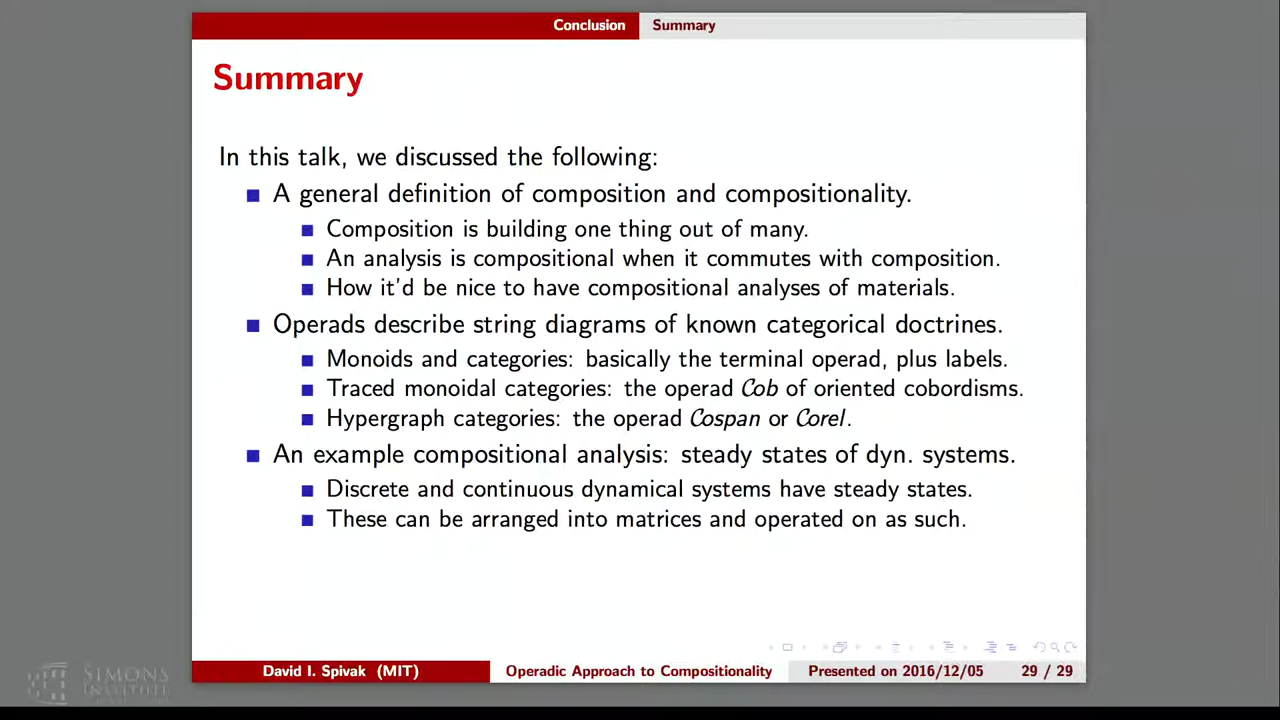 Conclusion Summary
Summary
In this talk, we discussed the following:
A general definition of composition and compositionality.
Composition is building one thing out of many.
An analysis is compositional when it commutes with composition.
How it'd be nice to have compositional analyses of materials.
Operads describe string diagrams of known categorical doctrines.
Monoids and categories: basically the terminal operad, plus labels.
Traced monoidal categories: the operad Cob of oriented cobordisms.
Hypergraph categories: the operad Cospan or Corel.
An example compositional analysis: steady states of dyn. systems.
Discrete and continuous dynamical systems have steady states.
These can be arranged into matrices and operated on as such.
David I. Spivak (MIT) Operadic Approach to Compositionality Presented on 2016/12/05 29 / 29
SIMONS
INSTITUTE